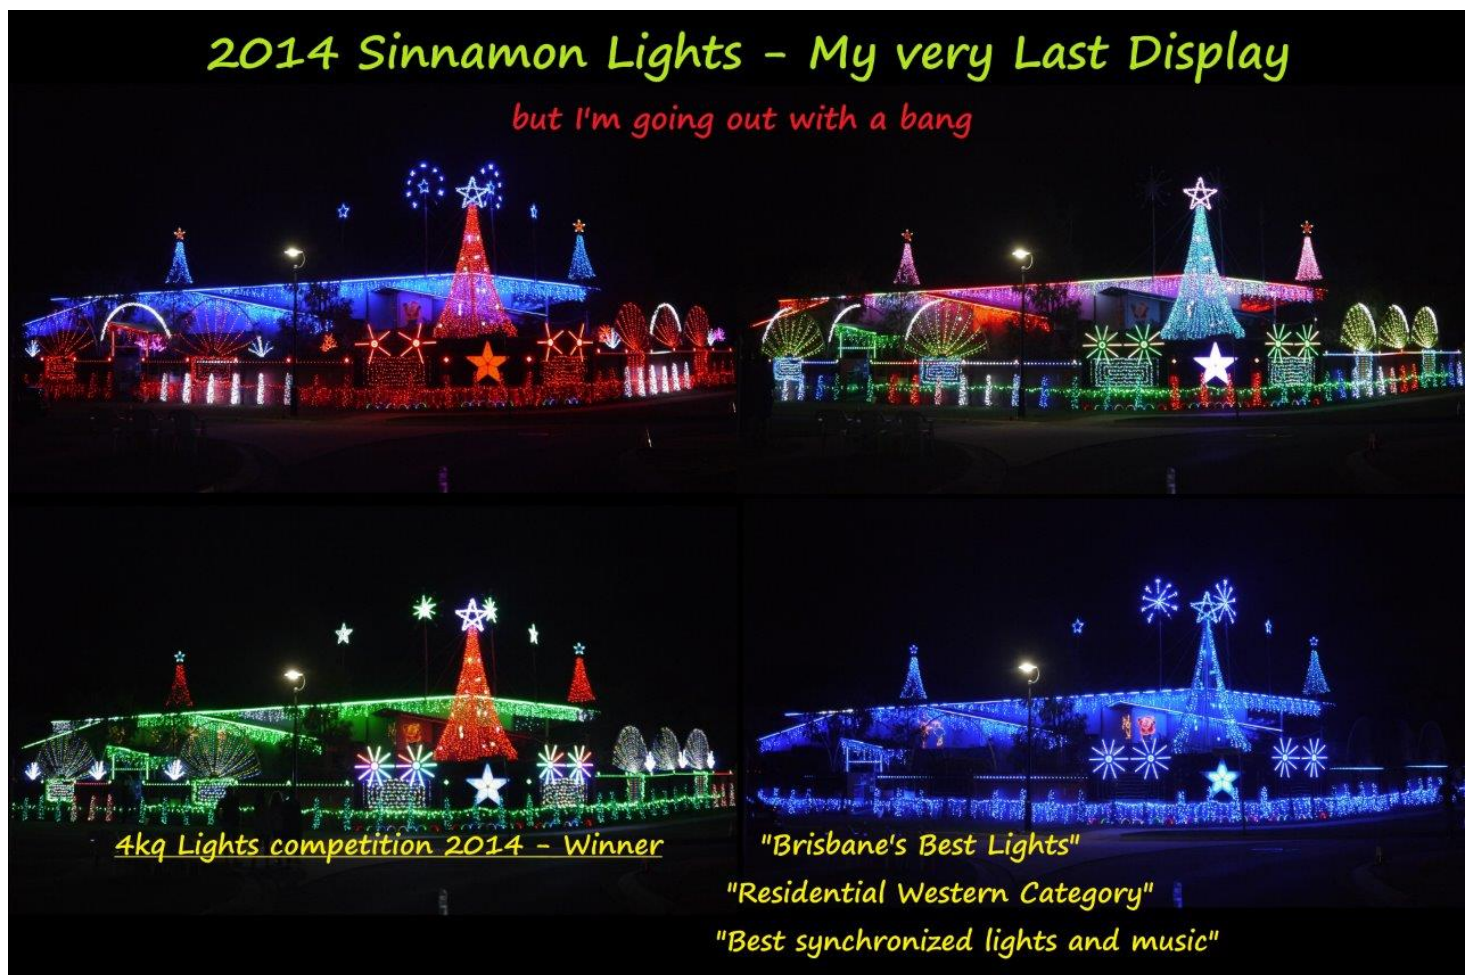 2014 Sinnamon Lights - My very Last Display
but I'm going out with a bang
4kq Lights competition 2014 - Winner
"Brisbane's Best Lights"
"Residential Western Category"
"Best synchronized lights and music"